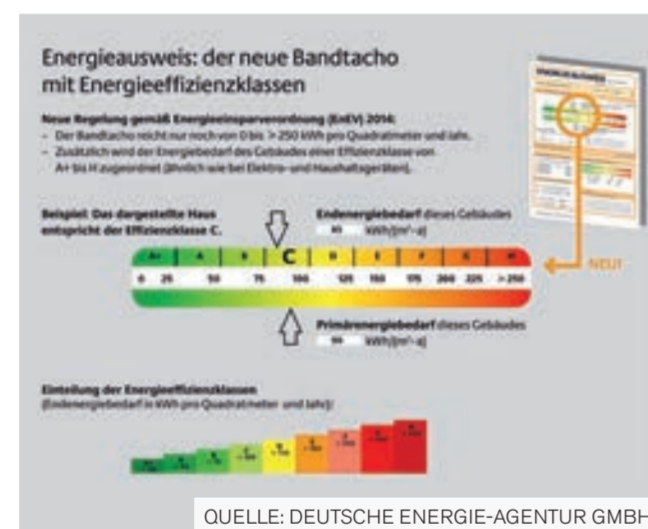 Energieausweis: der neue Bandtacho
mit Energieeffizienzklassen
Neue Regelung gemäß Energieeinsparverordnung (EnEV) 2014:
– Der Bandtacho reicht nur noch von 0 bis > 250 kWh pro Quadratmeter und Jahr.
– Zusätzlich wird der Energiebedarf des Gebäudes einer Effizienzklasse von
A+ bis H zugeordnet (ähnlich wie bei Elektro- und Haushaltsgeräten).
ENERGIEAUSWEIS
Beispiel: Das dargestellte Haus
entspricht der Effizienzklasse C.
Endenergiebedarf dieses Gebäudes
kWh/(m²·a)
NEU!
A+ A B C D E F G H
0 25 50 75 100 125 150 175 200 225 >250
Primärenergiebedarf dieses Gebäudes
kWh/(m²·a)
Einteilung der Energieeffizienzklassen
(Endenergiebedarf in kWh pro Quadratmeter und Jahr):
QUELLE: DEUTSCHE ENERGIE-AGENTUR GMBH